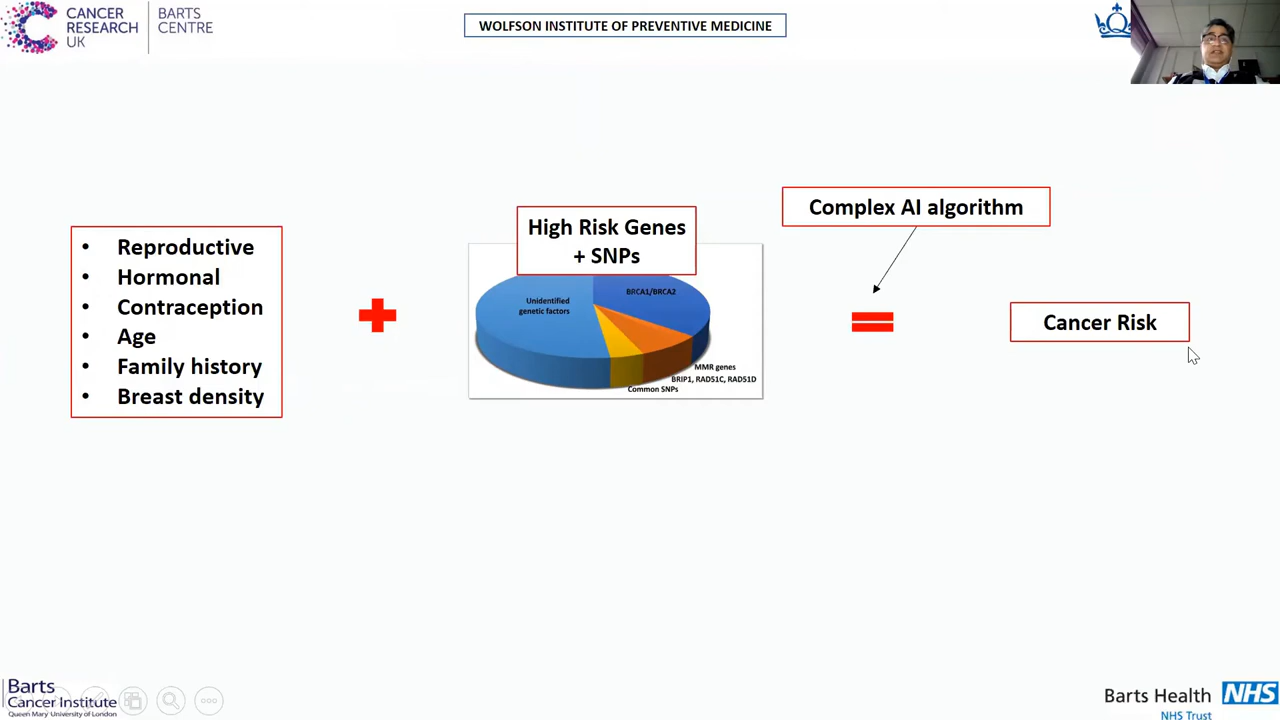 CANCER
RESEARCH
UK
BARTS
CENTRE
WOLFSON INSTITUTE OF PREVENTIVE MEDICINE
• Reproductive
• Hormonal
• Contraception
• Age
• Family history
• Breast density
High Risk Genes
+ SNPs
Unidentified
genetic factors
BRCA1/BRCA2
MMR genes
BRIP1, RAD51C, RAD51D
Common SNPs
Complex AI algorithm
Cancer Risk
Barts
Cancer Institute
Queen Mary University of London
Barts Health NHS
NHS Trust